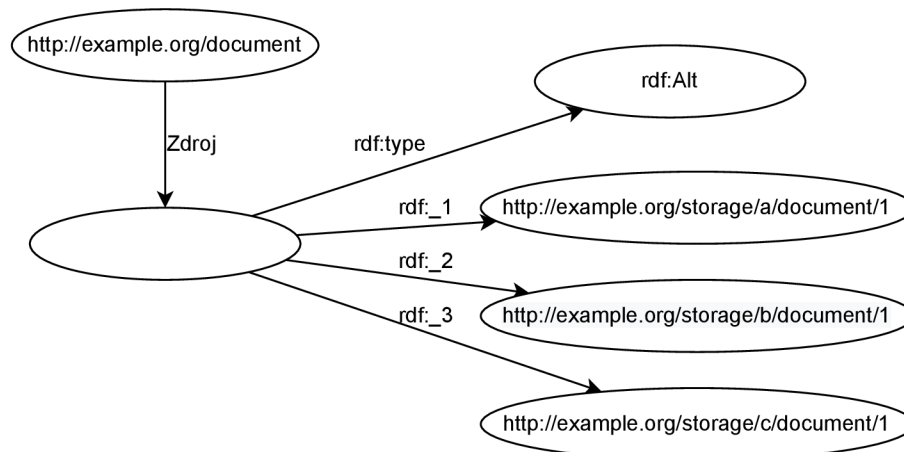 http://example.org/document
rdf:Alt
Zdroj
rdf:type
rdf:_1
http://example.org/storage/a/document/1
rdf:_2
http://example.org/storage/b/document/1
rdf:_3
http://example.org/storage/c/document/1